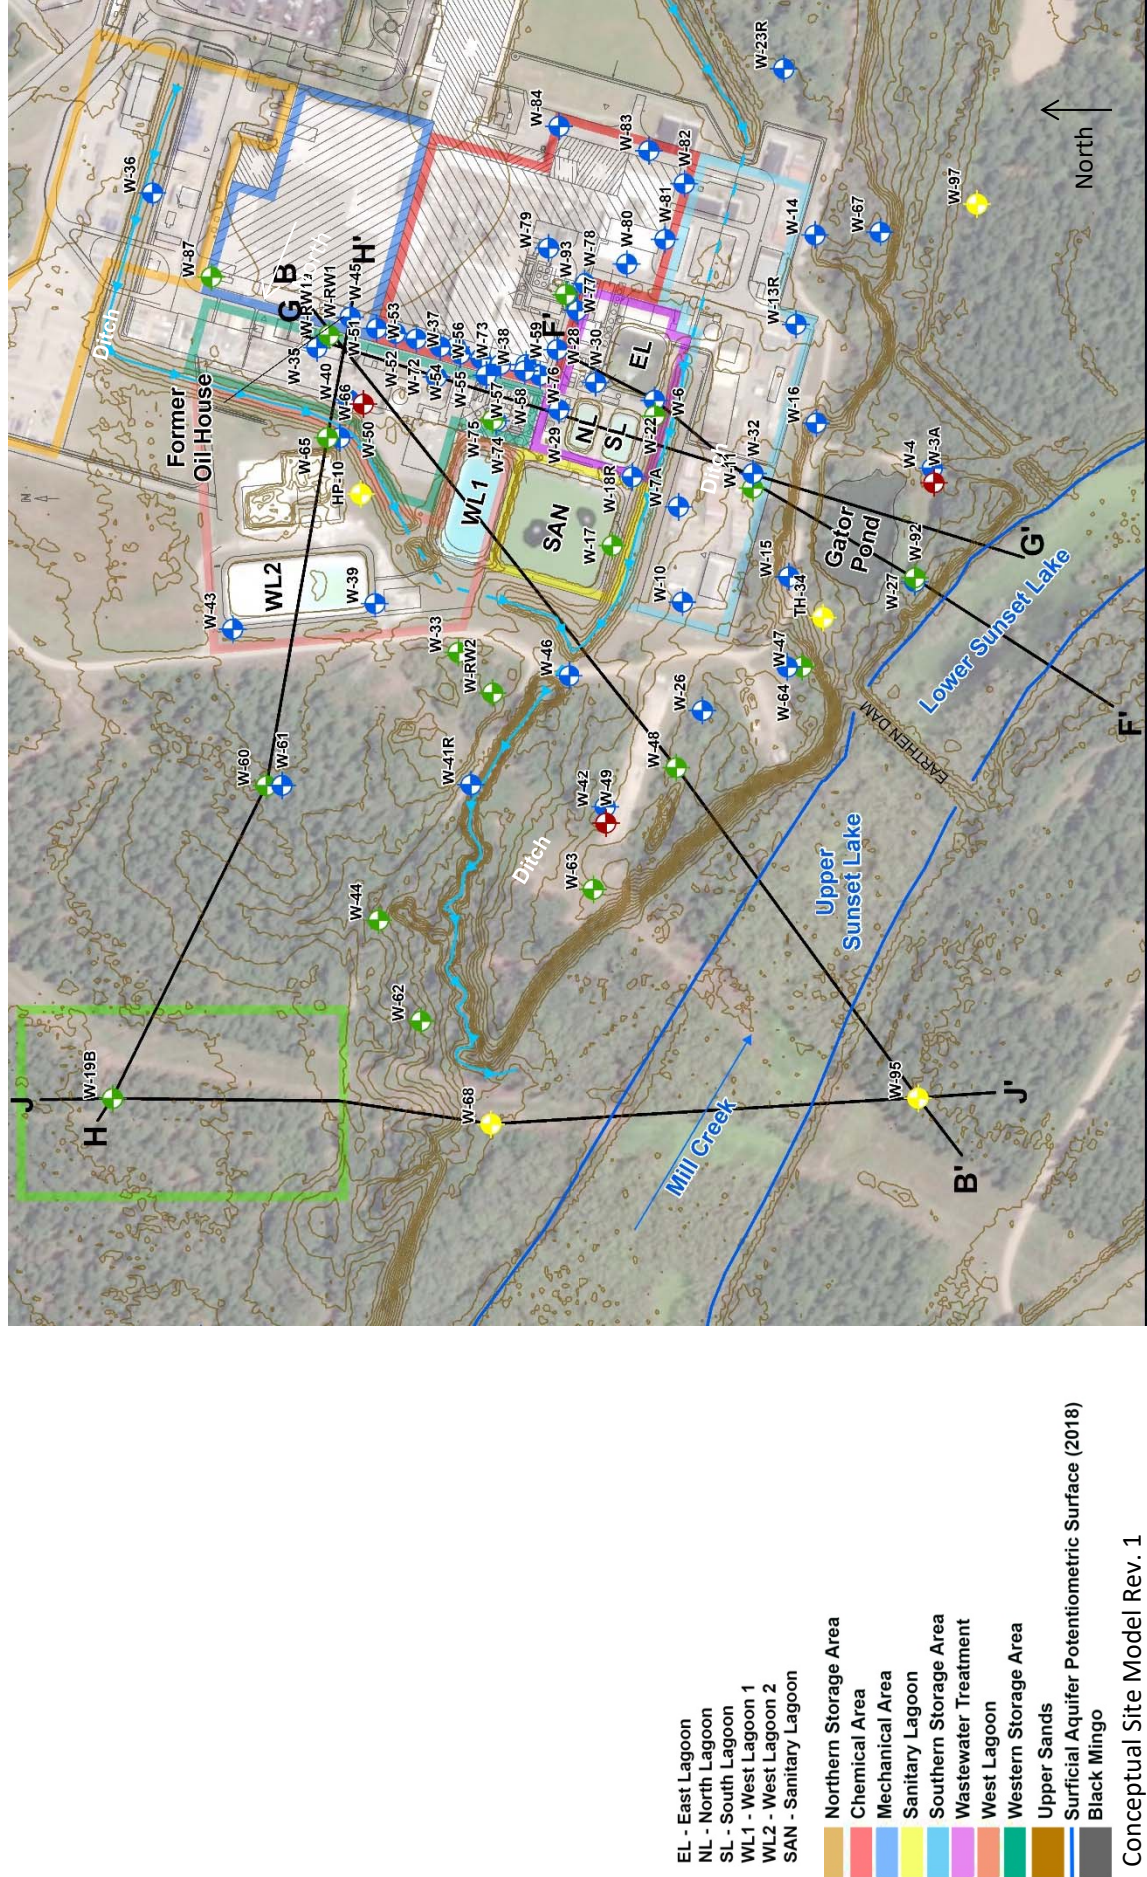 W-36
W-87
G
B
W-RW1
H'
W-45
W-51
W-35
W-40
W-66
W-50
W-65
HP-10
W-53
W-52
W-37
W-72
W-54
W-56
W-55
W-73
W-38
W-57
W-58
W-59
W-75
W-74
W-76
W-28
F'
W-29
W-30
W-79
W-93
W-78
W-77
W-80
W-81
W-82
W-83
W-84
W-23R
W-97
W-67
W-14
W-13R
W-16
W-6
W-22
W-32
W-11
W-18R
W-7A
W-17
W-10
W-15
TH-34
W-4
W-3A
W-92
W-27
W-47
W-64
W-26
W-46
W-33
W-RW2
W-43
W-39
W-60
W-61
W-41R
W-42
W-49
W-48
W-63
W-44
W-62
W-68
W-19B
W-95
H
J
J'
B'
G'
F'
Ditch
Ditch
Ditch
Former
Oil House
WL2
WL1
SAN
NL
SL
EL
Gator
Pond
Lower Sunset Lake
EARTHEN DAM
Upper
Sunset Lake
Mill Creek
N
North
EL - East Lagoon
NL - North Lagoon
SL - South Lagoon
WL1 - West Lagoon 1
WL2 - West Lagoon 2
SAN - Sanitary Lagoon
Northern Storage Area
Chemical Area
Mechanical Area
Sanitary Lagoon
Southern Storage Area
Wastewater Treatment
West Lagoon
Western Storage Area
Upper Sands
Surficial Aquifer Potentiometric Surface (2018)
Black Mingo
Conceptual Site Model Rev. 1